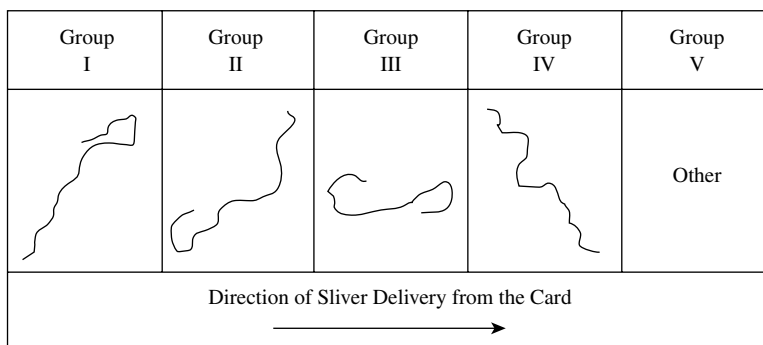 Group
I
Group
II
Group
III
Group
IV
Group
V
Other
Direction of Sliver Delivery from the Card